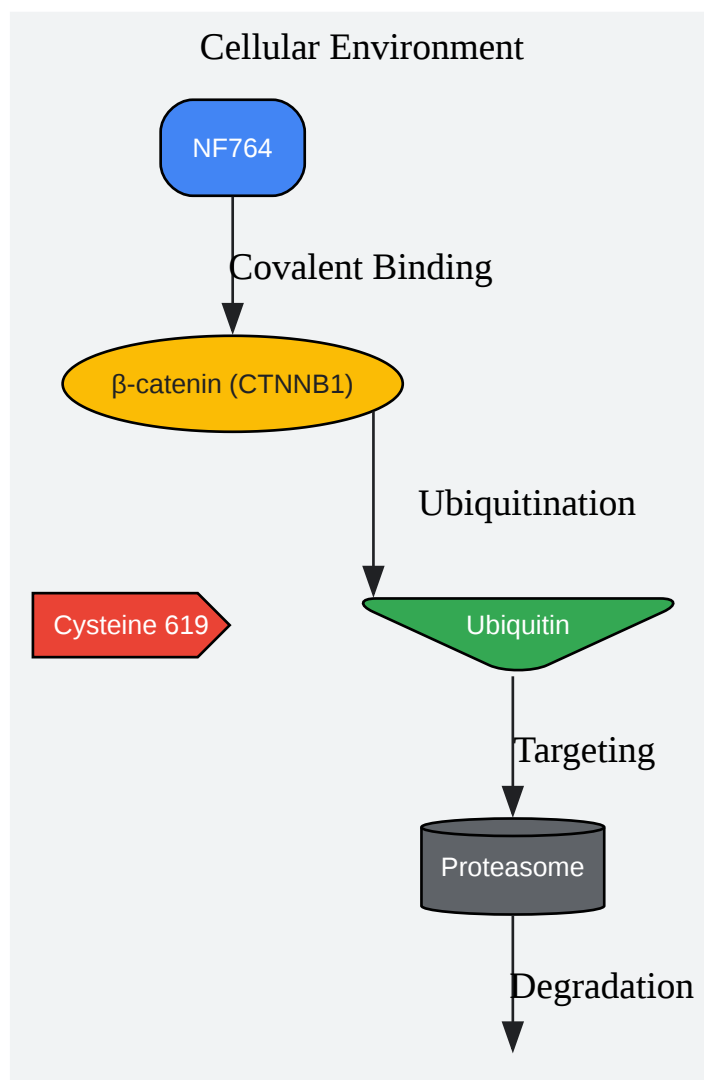 Cellular Environment
NF764
Covalent Binding
β-catenin (CTNNB1)
Ubiquitination
Cysteine 619
Ubiquitin
Targeting
Proteasome
Degradation